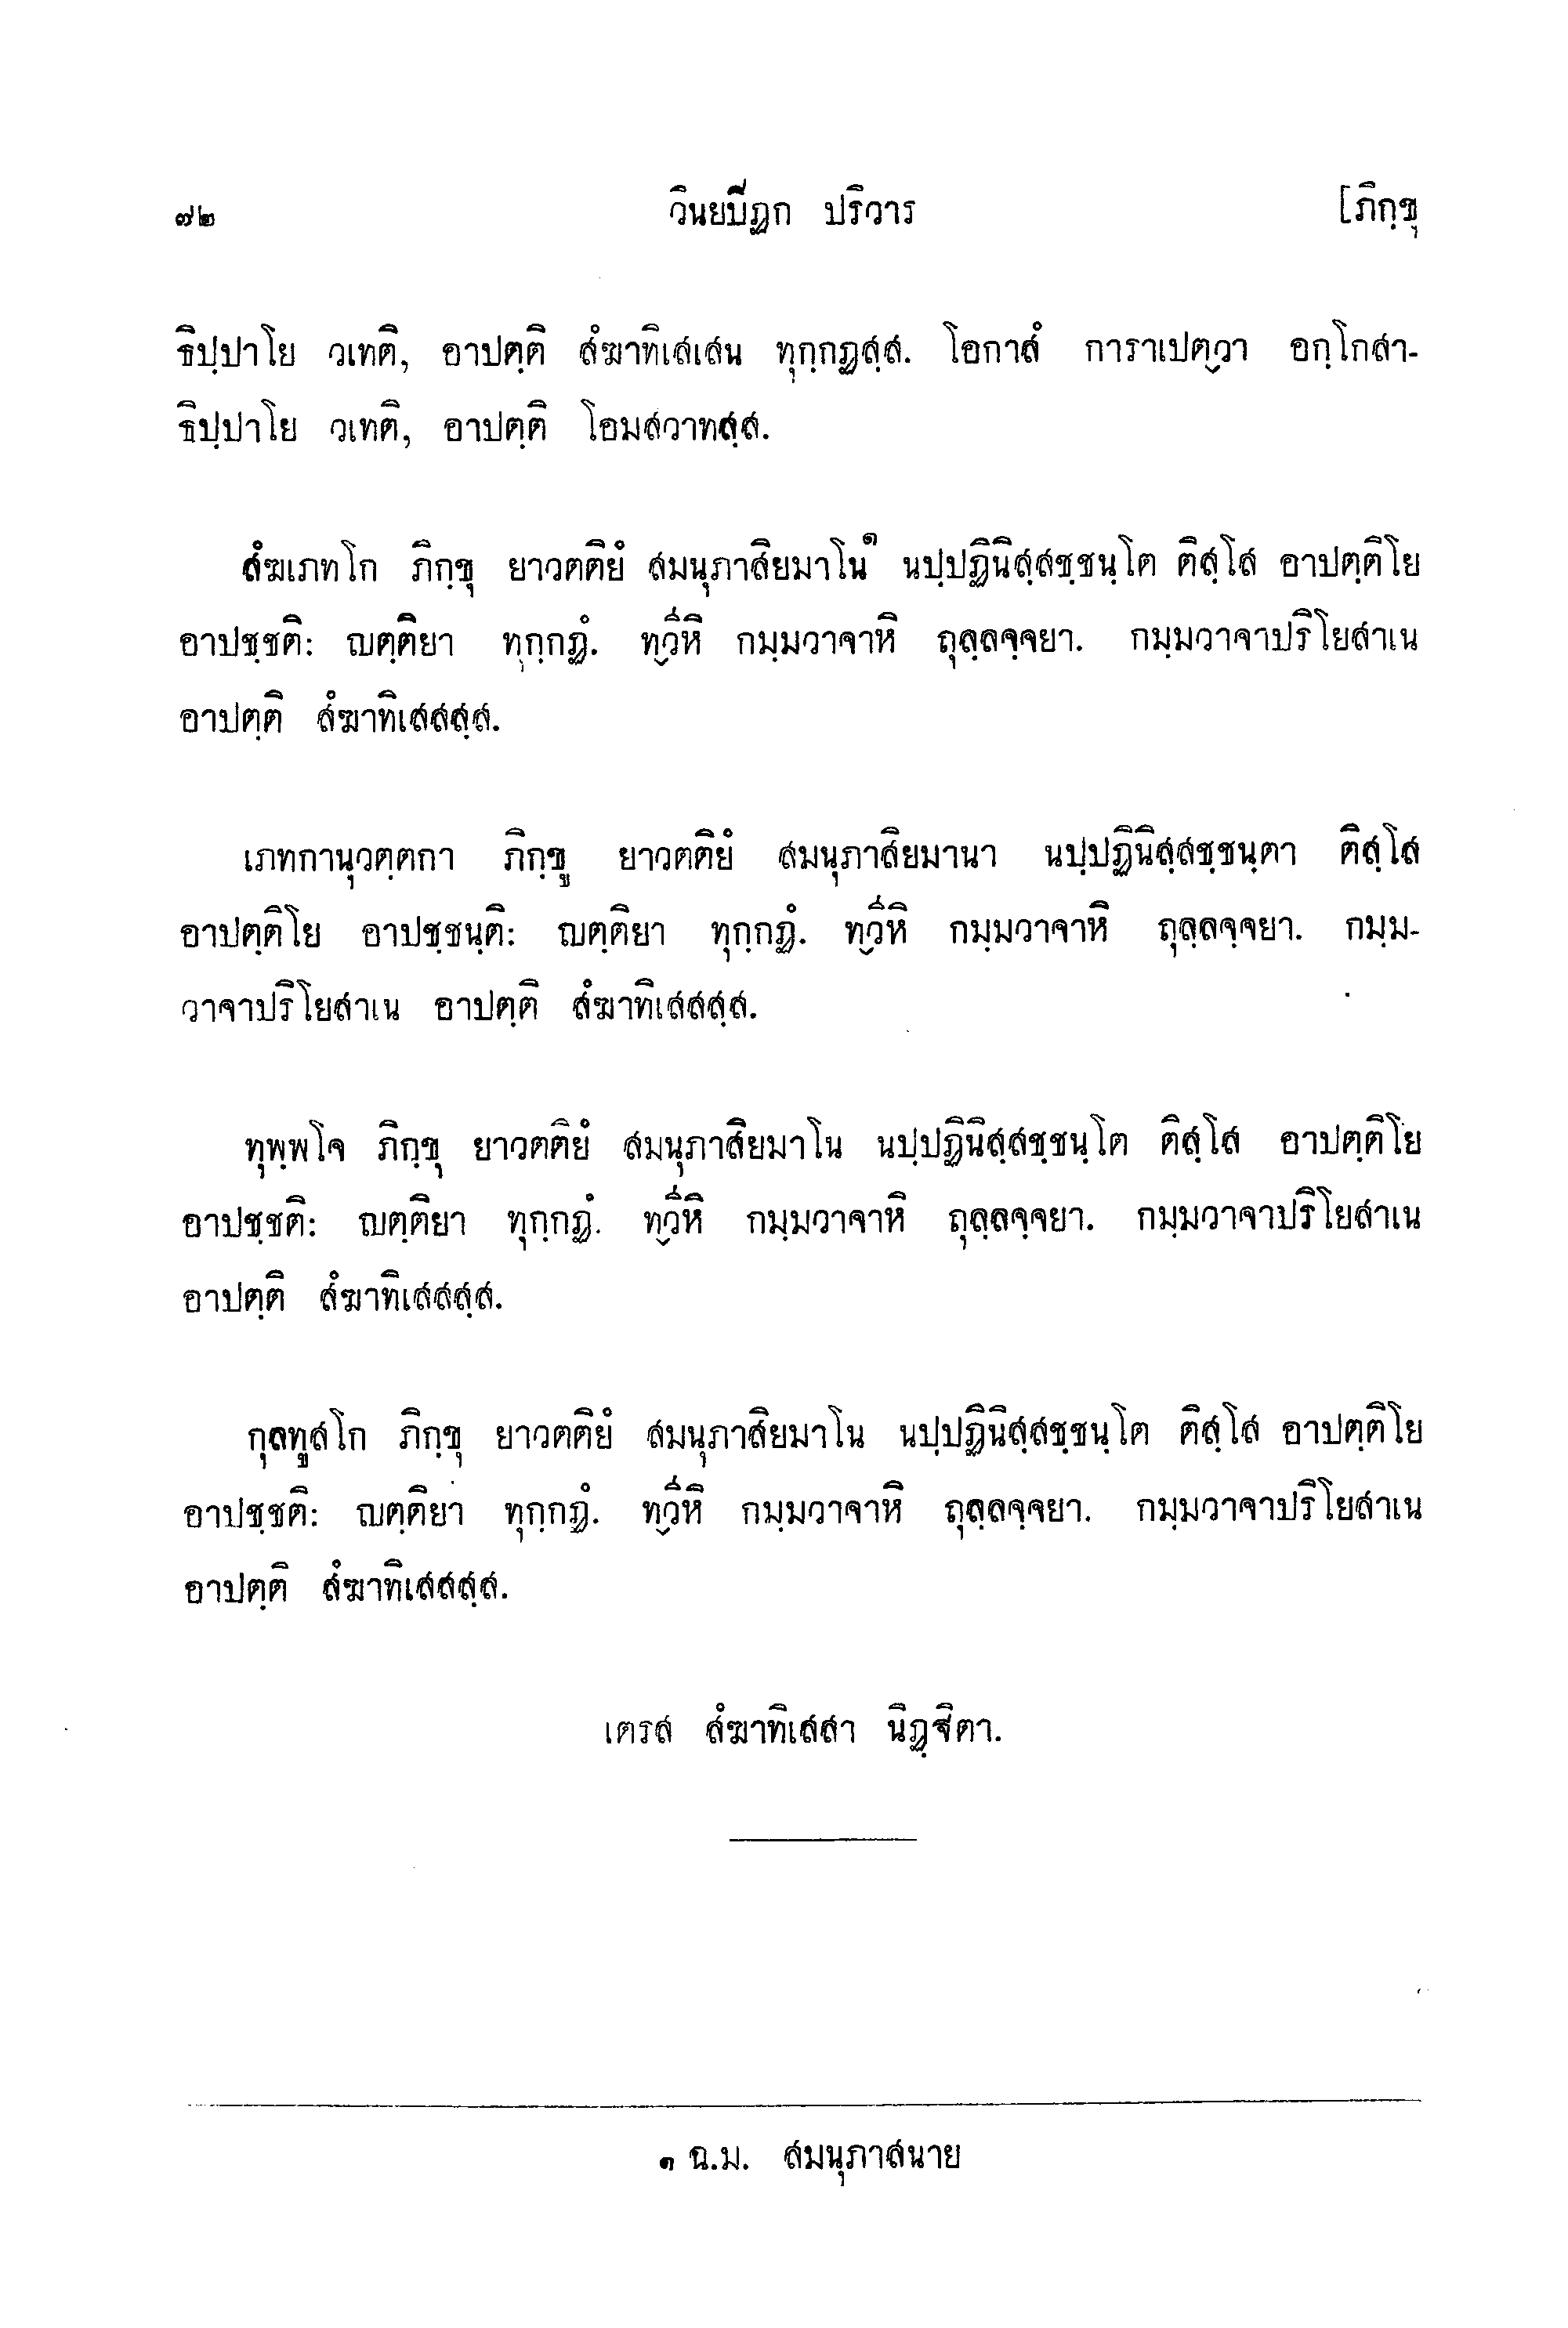 ๗๒ วินยปิฏก ปริวาร [ภิกฺขุ
ธิปฺปาโย วเทติ, อาปตฺติ สํฆาทิเสเสน ทุกฺกฏสฺส. โอกาสํ การาเปตฺวา อกฺโกสา-
ธิปฺปาโย วเทติ, อาปตฺติ โอมสวาทสฺส.
สํฆเภทโก ภิกฺขุ ยาวตติยํ สมนุภาสิยมาโน๑ นปฺปฏินิสฺสชฺชนฺโต ติสฺโส อาปตฺติโย
อาปชฺชติ: ญตฺติยา ทุกฺกฏํ. ทฺวีหิ กมฺมวาจาหิ ถุลฺลจฺจยา. กมฺมวาจาปริโยสาเน
อาปตฺติ สํฆาทิเสสสฺส.
เภทกานุวตฺตกา ภิกฺขู ยาวตติยํ สมนุภาสิยมานา นปฺปฏินิสฺสชฺชนฺตา ติสฺโส
อาปตฺติโย อาปชฺชนฺติ: ญตฺติยา ทุกฺกฏํ. ทฺวีหิ กมฺมวาจาหิ ถุลฺลจฺจยา. กมฺม-
วาจาปริโยสาเน อาปตฺติ สํฆาทิเสสสฺส.
ทุพฺพโจ ภิกฺขุ ยาวตติยํ สมนุภาสิยมาโน นปฺปฏินิสฺสชฺชนฺโต ติสฺโส อาปตฺติโย
อาปชฺชติ: ญตฺติยา ทุกฺกฏํ. ทฺวีหิ กมฺมวาจาหิ ถุลฺลจฺจยา. กมฺมวาจาปริโยสาเน
อาปตฺติ สํฆาทิเสสสฺส.
กุลทูสโก ภิกฺขุ ยาวตติยํ สมนุภาสิยมาโน นปฺปฏินิสฺสชฺชนฺโต ติสฺโส อาปตฺติโย
อาปชฺชติ: ญตฺติยา ทุกฺกฏํ. ทฺวีหิ กมฺมวาจาหิ ถุลฺลจฺจยา. กมฺมวาจาปริโยสาเน
อาปตฺติ สํฆาทิเสสสฺส.
เตรส สํฆาทิเสสา นิฏฺฐิตา.
๑ ฉ.ม. สมนุภาสนาย